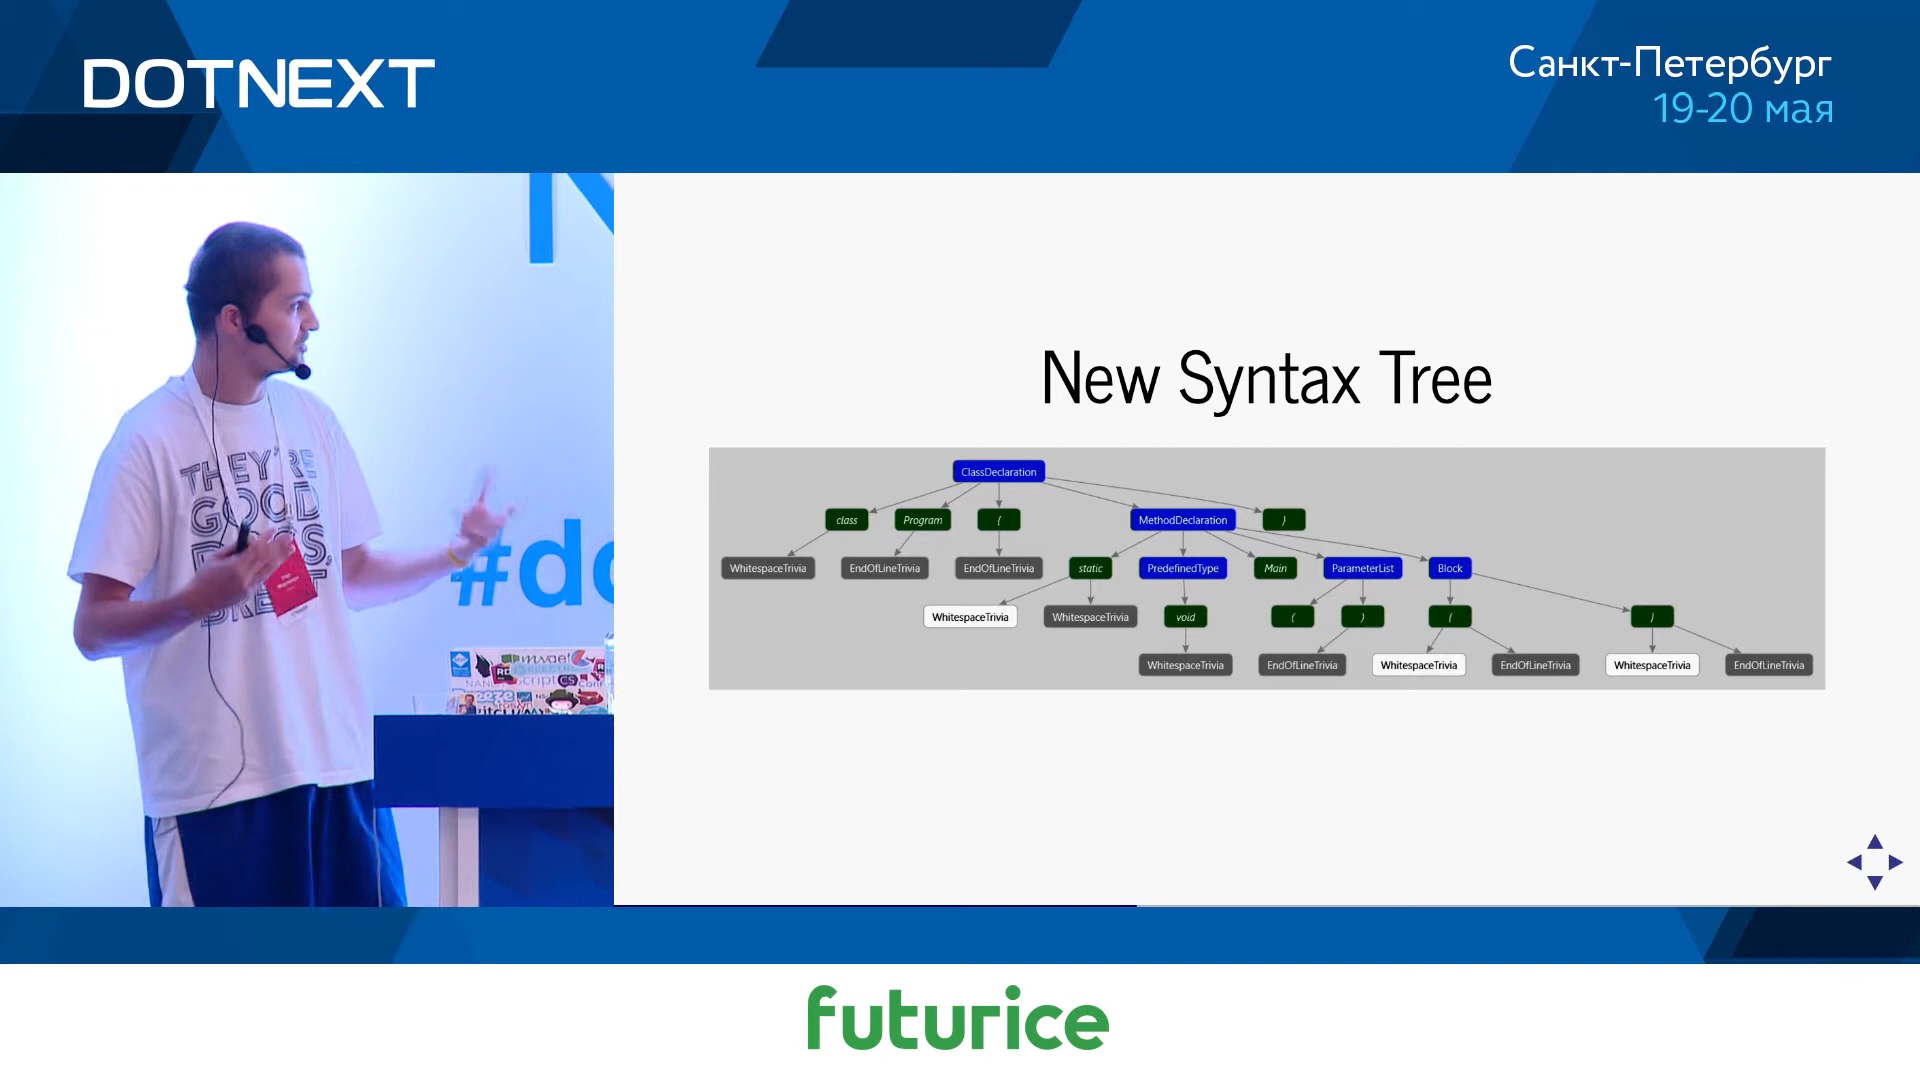 DOTNEXT
Санкт-Петербург
19-20 мая
N
THEY'RE
GOOD
#do
New Syntax Tree
ClassDeclaration
class
Program
{
MethodDeclaration
}
WhitespaceTrivia
EndOfLineTrivia
EndOfLineTrivia
static
PredefinedType
Main
ParameterList
Block
WhitespaceTrivia
WhitespaceTrivia
void
(
)
{
}
WhitespaceTrivia
EndOfLineTrivia
WhitespaceTrivia
EndOfLineTrivia
WhitespaceTrivia
EndOfLineTrivia
futurice